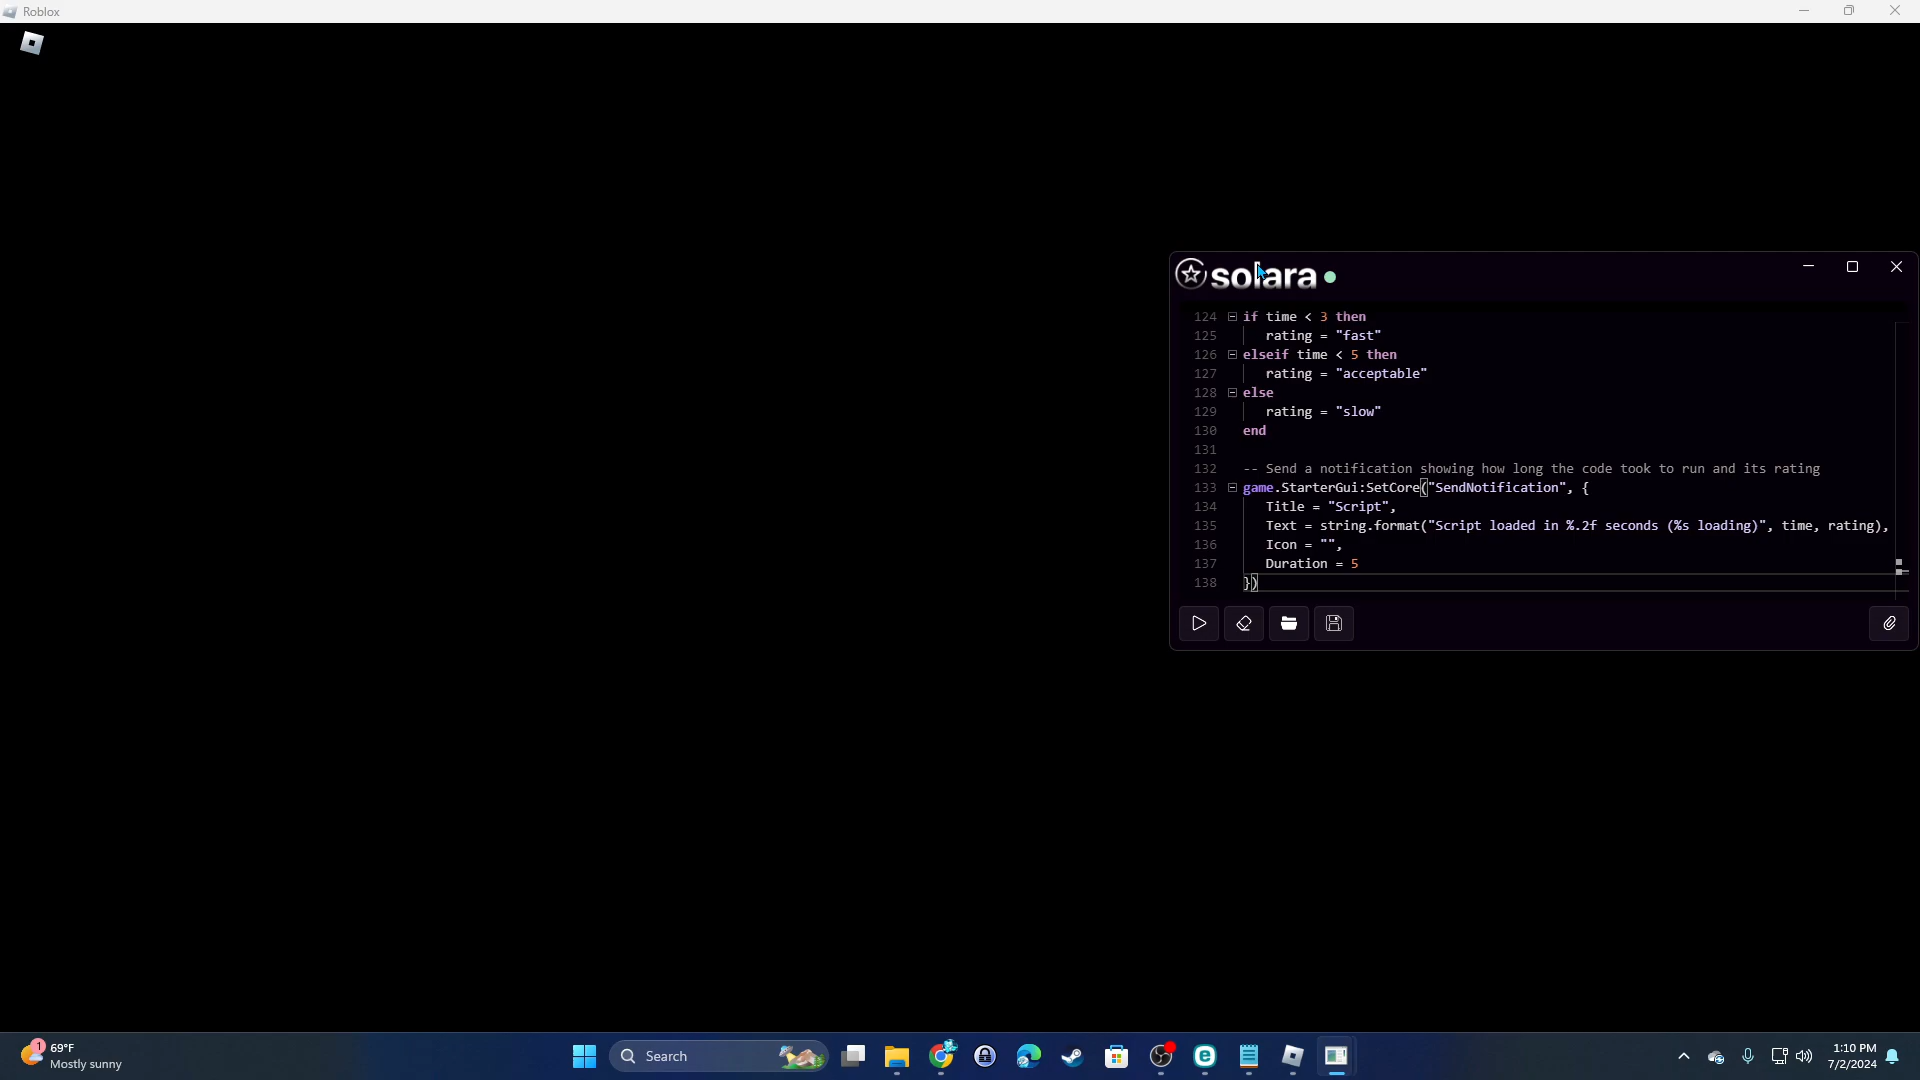 Roblox
solara
124 if time < 3 then
125 rating = "fast"
126 elseif time < 5 then
127 rating = "acceptable"
128 else
129 rating = "slow"
130 end
131
132 -- Send a notification showing how long the code took to run and its rating
133 game.StarterGui:SetCore("SendNotification", {
134 Title = "Script",
135 Text = string.format("Script loaded in %.2f seconds (%s loading)", time, rating),
136 Icon = "",
137 Duration = 5
138 })
1
69°F
Mostly sunny
Search
1:10 PM
7/2/2024